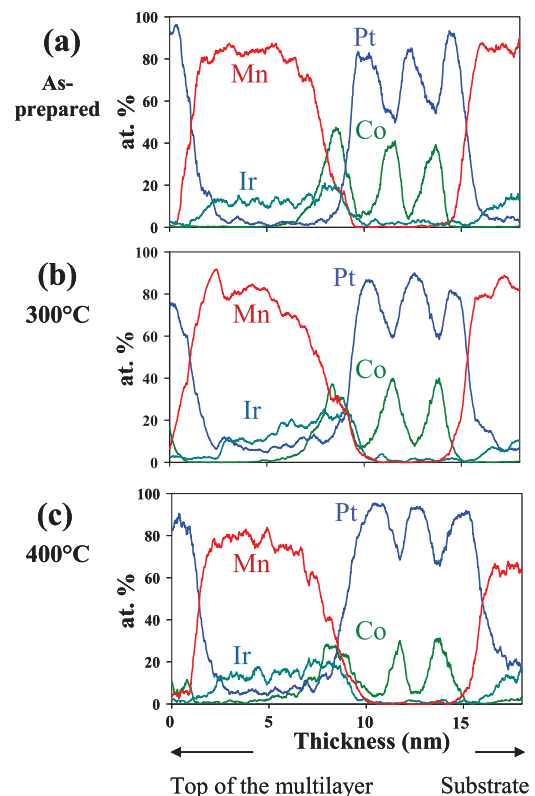 (a)
As-
prepared
at. %
100
80
60
40
20
0
Mn
Pt
Co
Ir
(b)
300°C
at. %
100
80
60
40
20
0
Mn
Pt
Co
Ir
(c)
400°C
at. %
100
80
60
40
20
0
Mn
Pt
Co
Ir
0 5 10 15
Thickness (nm)
Top of the multilayer Substrate